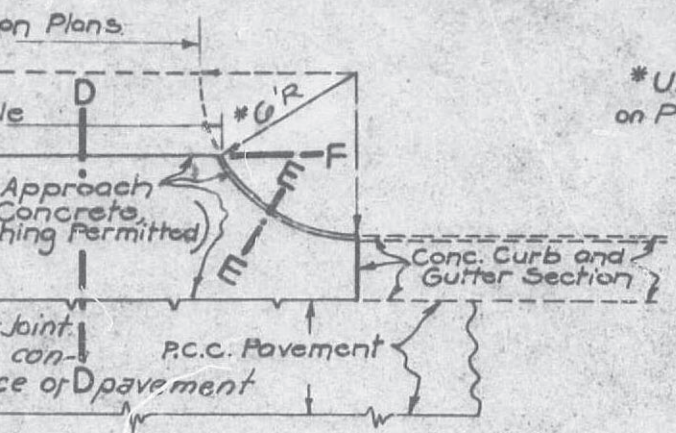 on Plans.
D
* U
on P
le
* 6'R
F
E
Approach
Concrete,
hing Permitted
E
Conc. Curb and
Gutter Section
Joint.
con-
P.C.C. Pavement
ce of D pavement